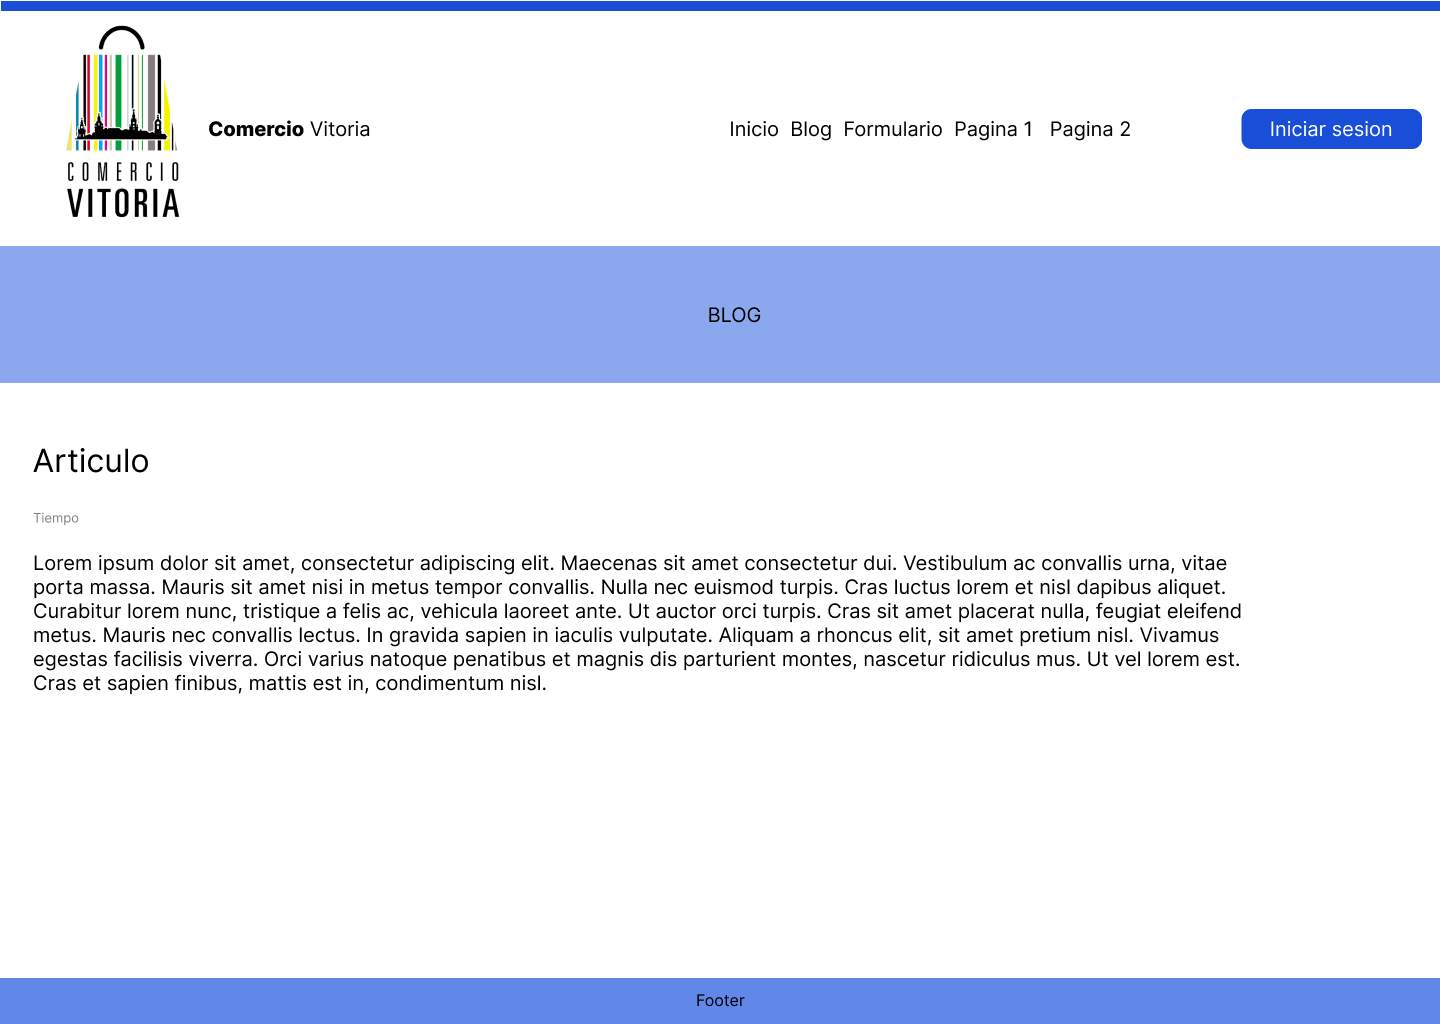 COMERCIO
VITORIA
Comercio Vitoria
Inicio Blog Formulario Pagina 1 Pagina 2
Iniciar sesion
BLOG
Articulo
Tiempo
Lorem ipsum dolor sit amet, consectetur adipiscing elit. Maecenas sit amet consectetur dui. Vestibulum ac convallis urna, vitae
porta massa. Mauris sit amet nisi in metus tempor convallis. Nulla nec euismod turpis. Cras luctus lorem et nisl dapibus aliquet.
Curabitur lorem nunc, tristique a felis ac, vehicula laoreet ante. Ut auctor orci turpis. Cras sit amet placerat nulla, feugiat eleifend
metus. Mauris nec convallis lectus. In gravida sapien in iaculis vulputate. Aliquam a rhoncus elit, sit amet pretium nisl. Vivamus
egestas facilisis viverra. Orci varius natoque penatibus et magnis dis parturient montes, nascetur ridiculus mus. Ut vel lorem est.
Cras et sapien finibus, mattis est in, condimentum nisl.
Footer